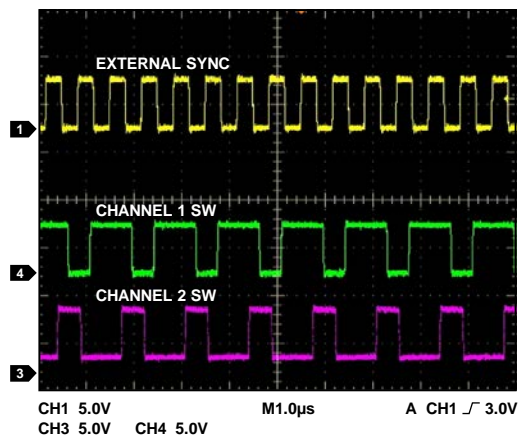 EXTERNAL SYNC
1
CHANNEL 1 SW
4
CHANNEL 2 SW
3
CH1 5.0V M1.0µs A CH1 3.0V
CH3 5.0V CH4 5.0V